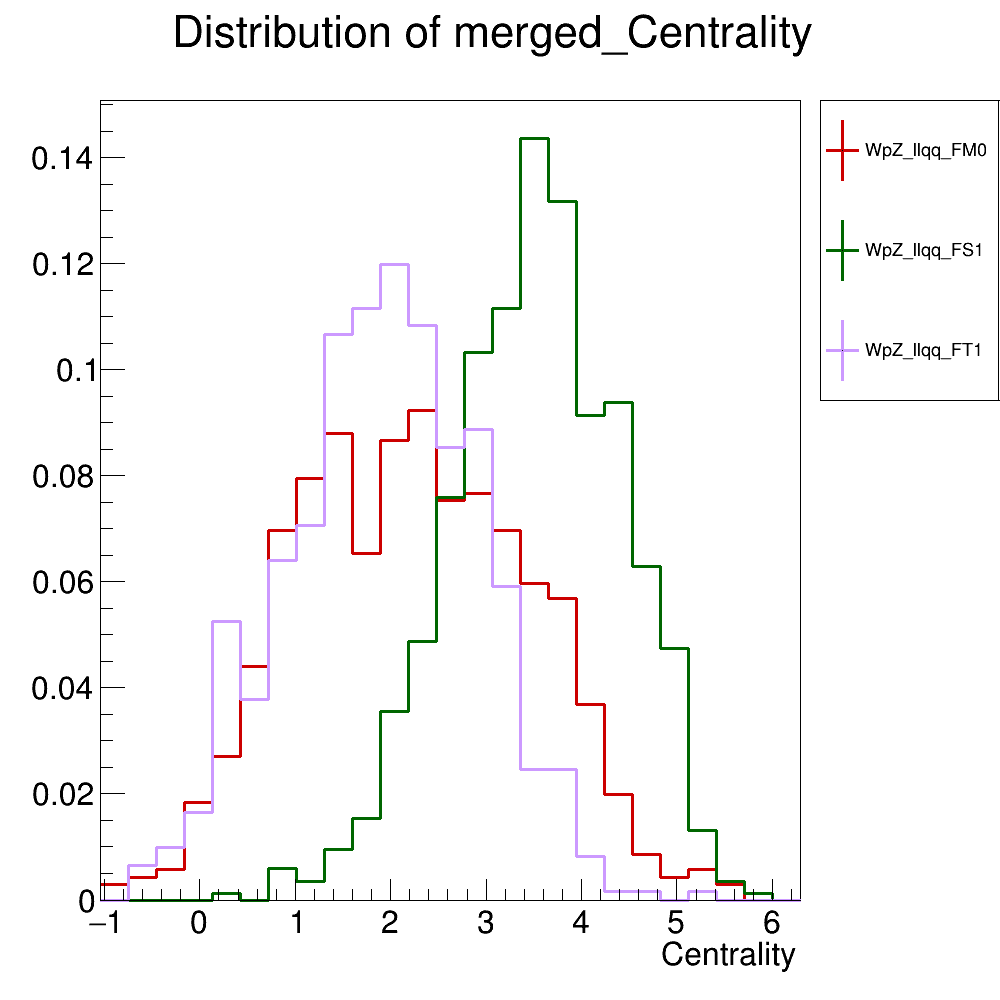 Distribution of merged_Centrality
0.14
0.12
0.1
0.08
0.06
0.04
0.02
0
−1 0 1 2 3 4 5 6
Centrality
WpZ_llqq_FM0
WpZ_llqq_FS1
WpZ_llqq_FT1